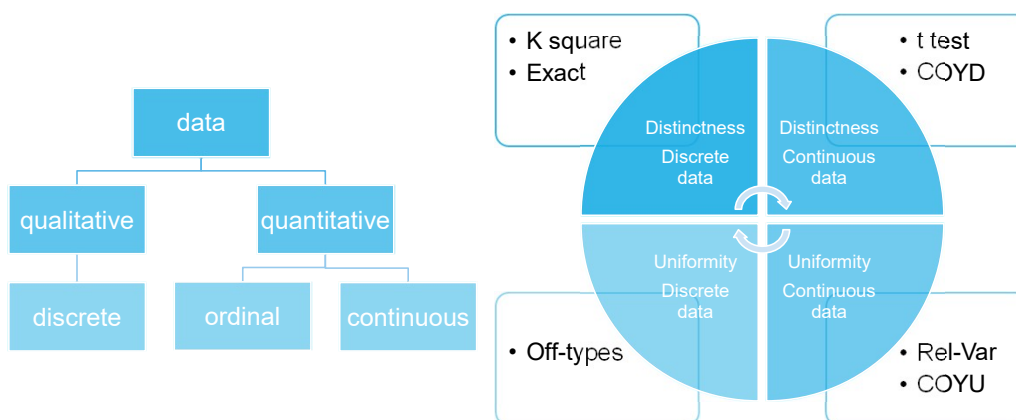 data
qualitative
quantitative
discrete
ordinal
continuous
• K square
• Exact
• t test
• COYD
Distinctness
Discrete
data
Distinctness
Continuous
data
Uniformity
Discrete
data
Uniformity
Continuous
data
• Off-types
• Rel-Var
• COYU